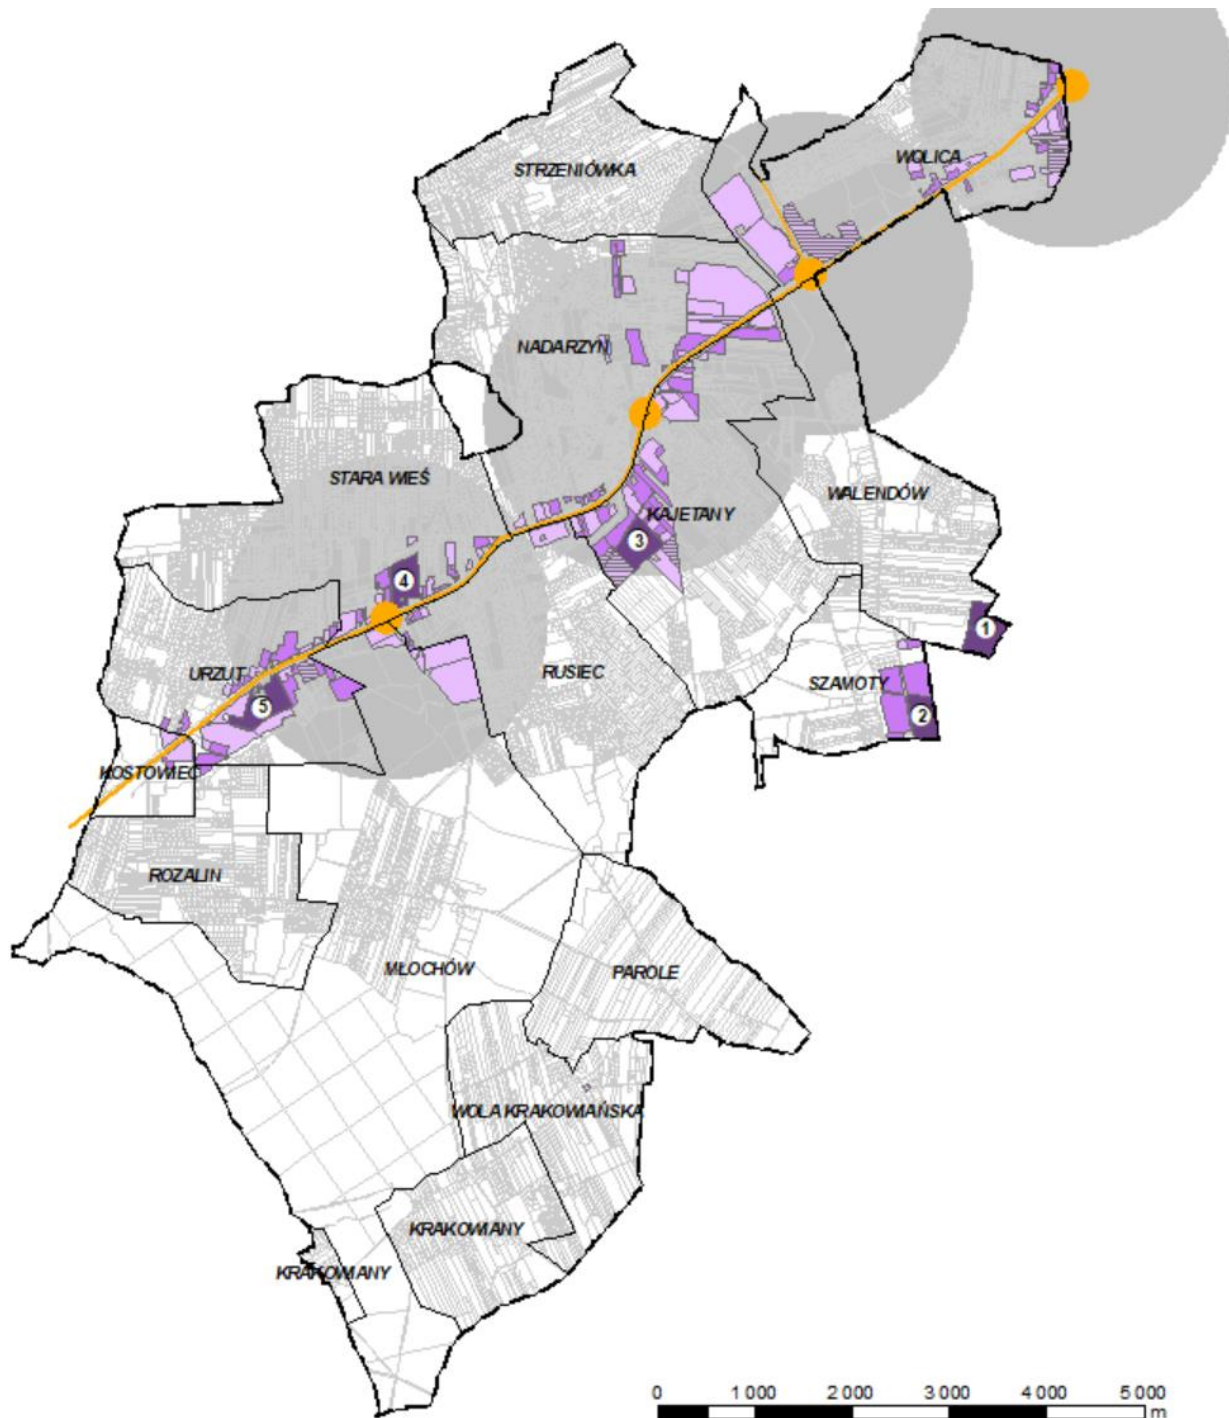 STRZENIÓWKA
WOLICA
NADARZYN
STARA WIEŚ
WALENDÓW
KAJETANY
3
4
1
URZUT
RUSIEC
SZAMOTY
5
2
KOSTOWIEC
ROZALIN
MŁOCHÓW
PAROLE
WOLA KRAKOWIAŃSKA
KRAKOWIANY
KRAKOWIANY
0 1 000 2 000 3 000 4 000 5 000
m